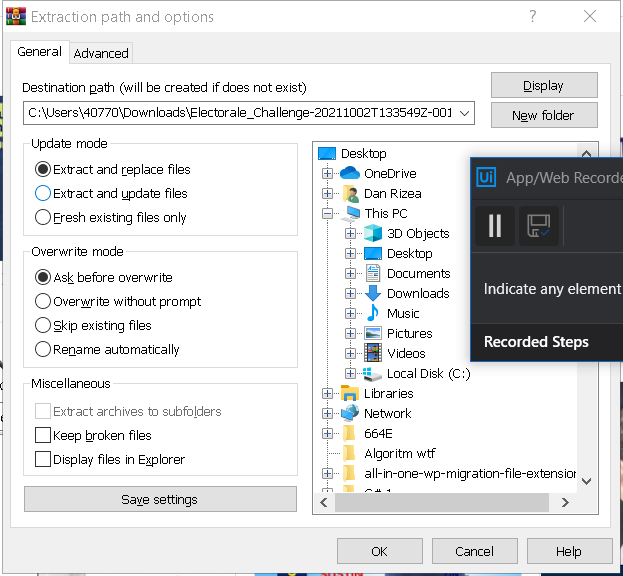 Extraction path and options
General
Advanced
Destination path (will be created if does not exist)
C:\Users\40770\Downloads\Electorale_Challenge-20211002T133549Z-001
Display
New folder
Update mode
Extract and replace files
Extract and update files
Fresh existing files only
Overwrite mode
Ask before overwrite
Overwrite without prompt
Skip existing files
Rename automatically
Miscellaneous
Extract archives to subfolders
Keep broken files
Display files in Explorer
Save settings
Desktop
OneDrive
Dan Rizea
This PC
3D Objects
Desktop
Documents
Downloads
Music
Pictures
Videos
Local Disk (C:)
Libraries
Network
664E
Algoritm wtf
all-in-one-wp-migration-file-extension
Ui App/Web Recorde
Indicate any element
Recorded Steps
OK
Cancel
Help